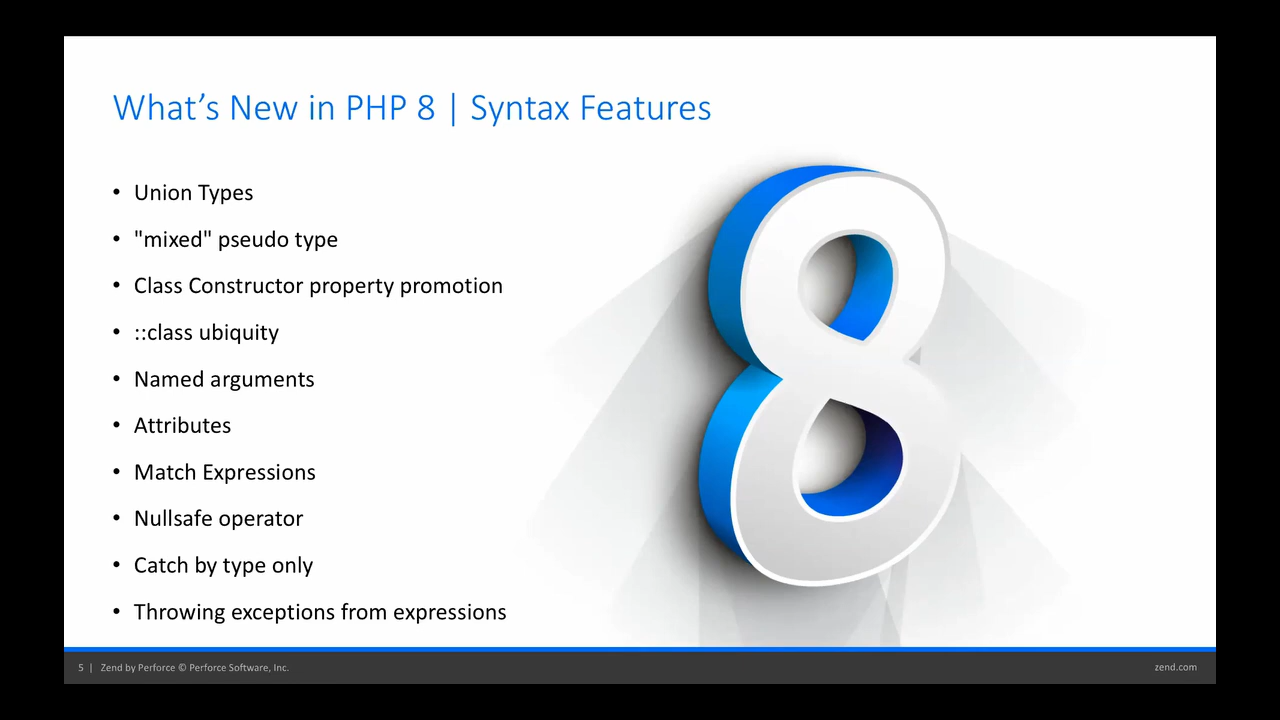 What’s New in PHP 8 | Syntax Features
• Union Types
• "mixed" pseudo type
• Class Constructor property promotion
• ::class ubiquity
• Named arguments
• Attributes
• Match Expressions
• Nullsafe operator
• Catch by type only
• Throwing exceptions from expressions
8
5 | Zend by Perforce © Perforce Software, Inc.
zend.com